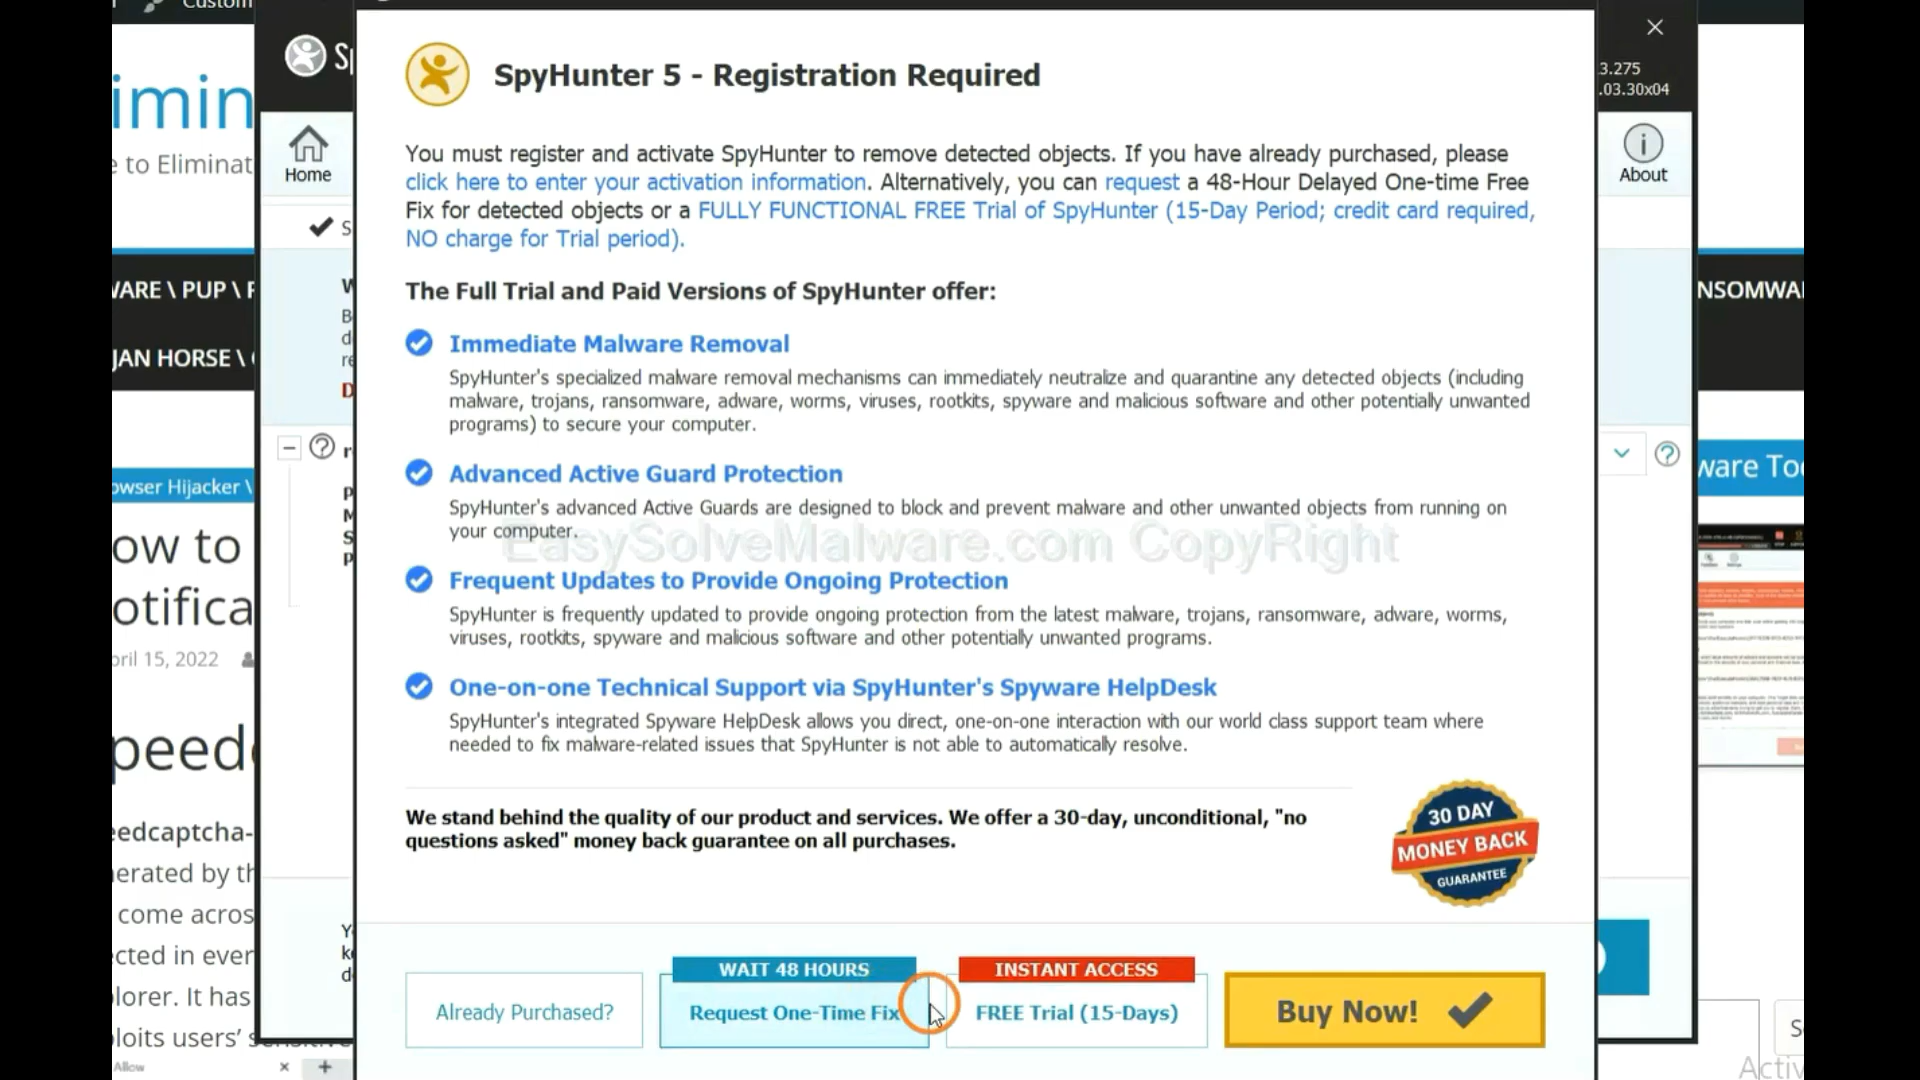 Custom
SpyHunter 5 - Registration Required
3.275
.03.30x04
imin
e to Eliminat
Home
About
You must register and activate SpyHunter to remove detected objects. If you have already purchased, please
click here to enter your activation information. Alternatively, you can request a 48-Hour Delayed One-time Free
Fix for detected objects or a FULLY FUNCTIONAL FREE Trial of SpyHunter (15-Day Period; credit card required,
NO charge for Trial period).
WARE \ PUP \
NSOMWA
JAN HORSE \
The Full Trial and Paid Versions of SpyHunter offer:
Immediate Malware Removal
SpyHunter's specialized malware removal mechanisms can immediately neutralize and quarantine any detected objects (including
malware, trojans, ransomware, adware, worms, viruses, rootkits, spyware and malicious software and other potentially unwanted
programs) to secure your computer.
owser Hijacker \
ware Too
Advanced Active Guard Protection
SpyHunter's advanced Active Guards are designed to block and prevent malware and other unwanted objects from running on
your computer.
EasySolveMalware.com CopyRight
ow to
otifica
pril 15, 2022
Frequent Updates to Provide Ongoing Protection
SpyHunter is frequently updated to provide ongoing protection from the latest malware, trojans, ransomware, adware, worms,
viruses, rootkits, spyware and malicious software and other potentially unwanted programs.
One-on-one Technical Support via SpyHunter's Spyware HelpDesk
SpyHunter's integrated Spyware HelpDesk allows you direct, one-on-one interaction with our world class support team where
needed to fix malware-related issues that SpyHunter is not able to automatically resolve.
peed
eedcaptcha-
nerated by th
come acros
cted in ever
lorer. It has
ploits users' sensitive
We stand behind the quality of our product and services. We offer a 30-day, unconditional, "no
questions asked" money back guarantee on all purchases.
30 DAY
MONEY BACK
GUARANTEE
WAIT 48 HOURS
INSTANT ACCESS
Already Purchased?
Request One-Time Fix
FREE Trial (15-Days)
Buy Now!
Allow
Activ